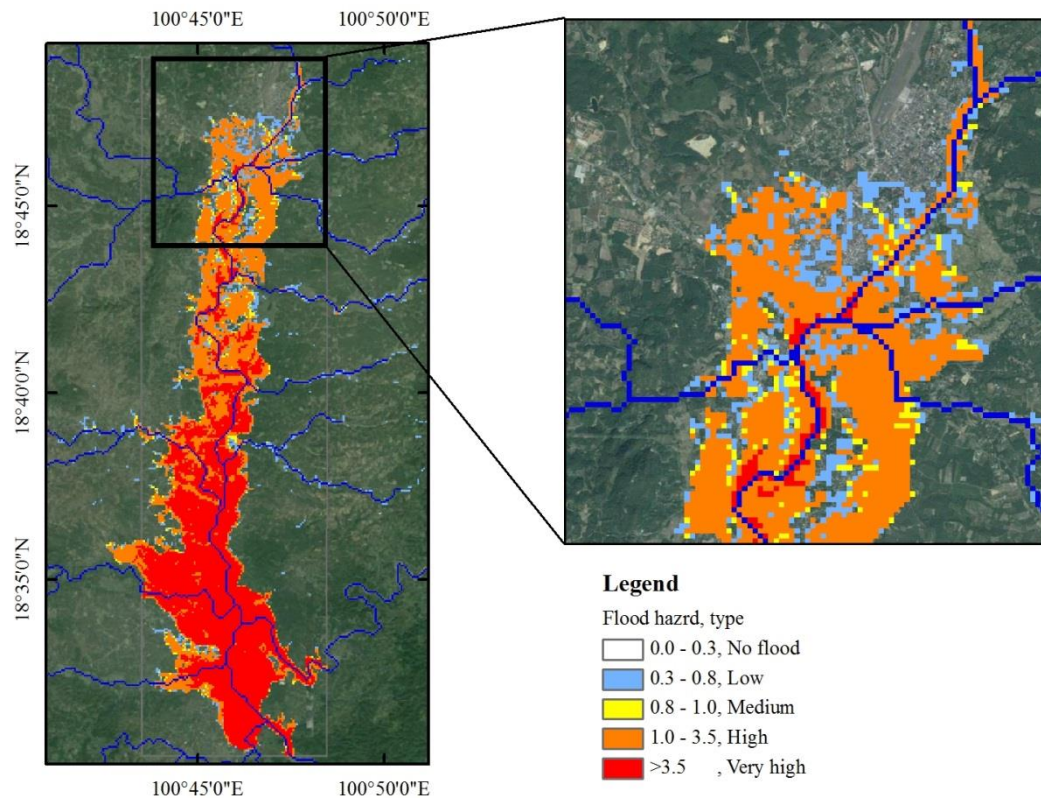 100°45'0"E 100°50'0"E
18°45'0"N
18°40'0"N
18°35'0"N
100°45'0"E 100°50'0"E
Legend
Flood hazrd, type
0.0 - 0.3, No flood
0.3 - 0.8, Low
0.8 - 1.0, Medium
1.0 - 3.5, High
>3.5 , Very high